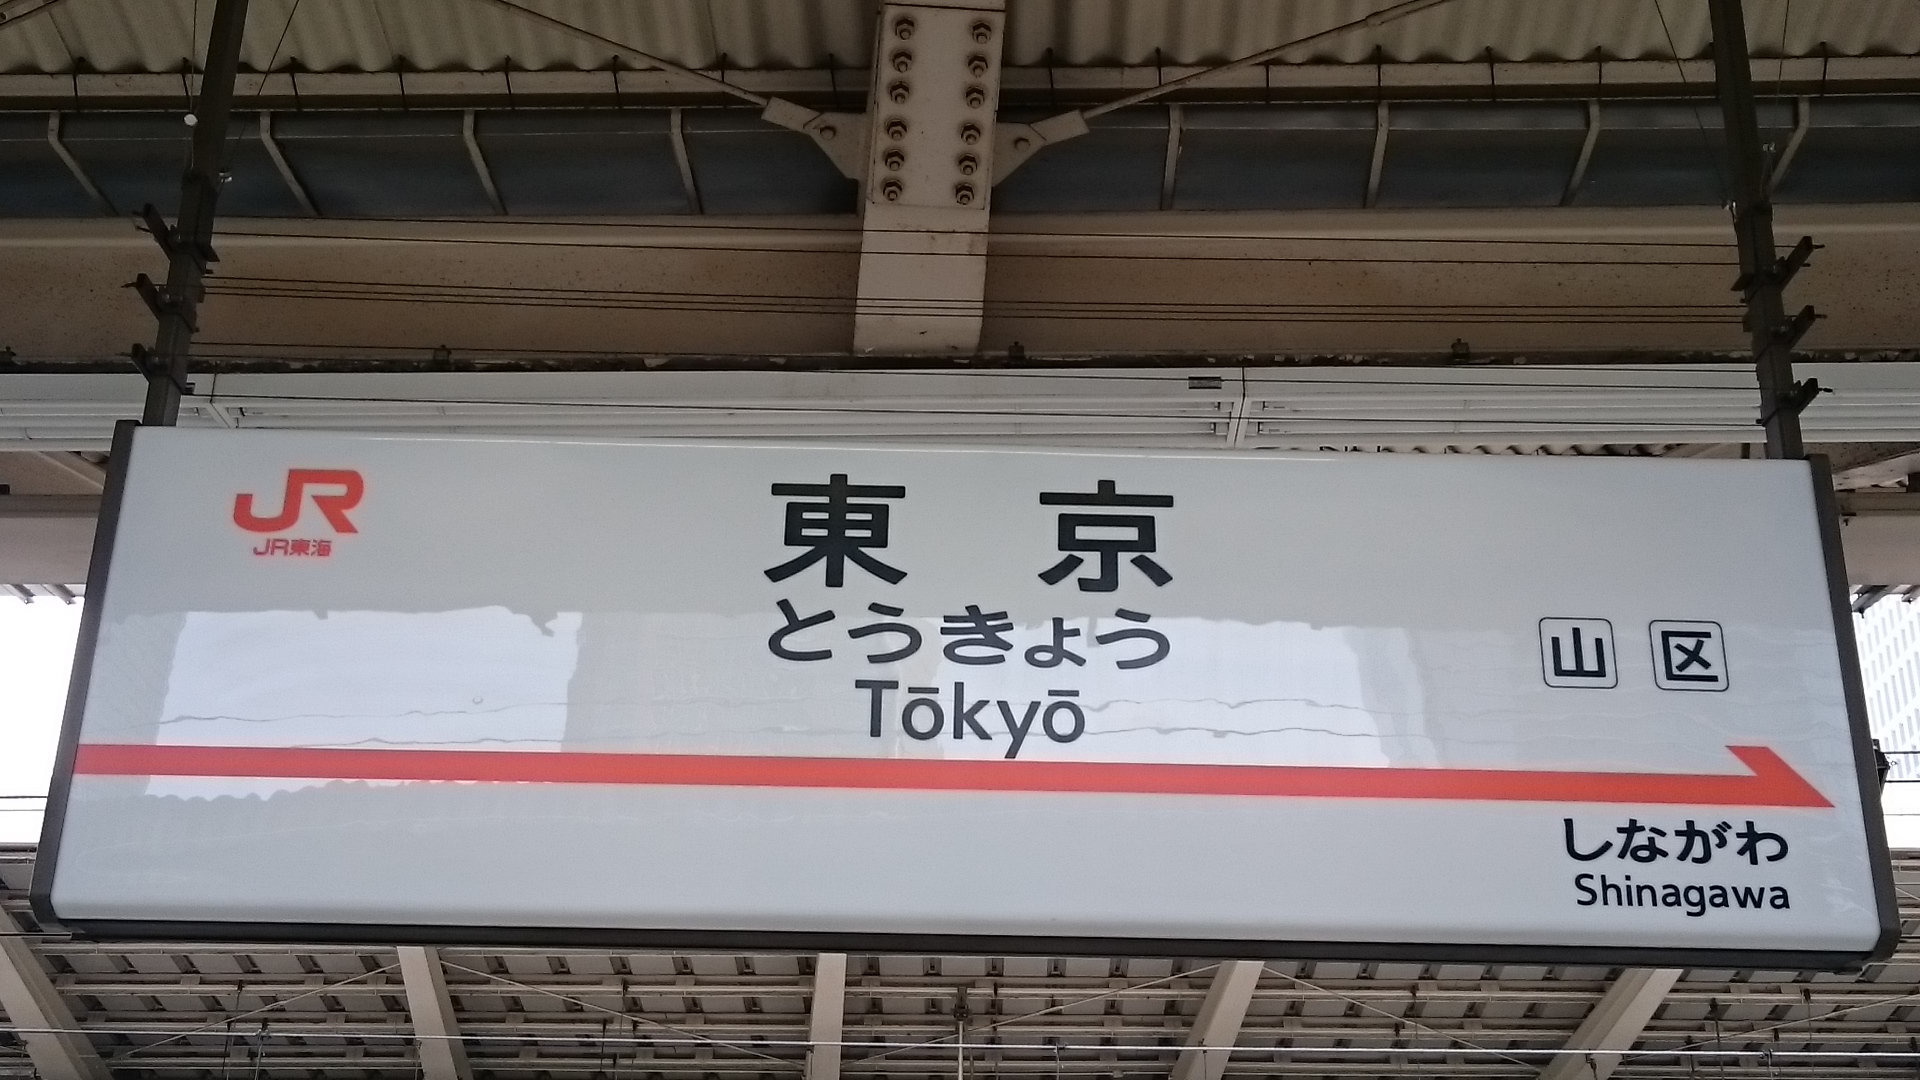 JR
JR東海
東京
とうきょう
Tōkyō
山 区
しながわ
Shinagawa